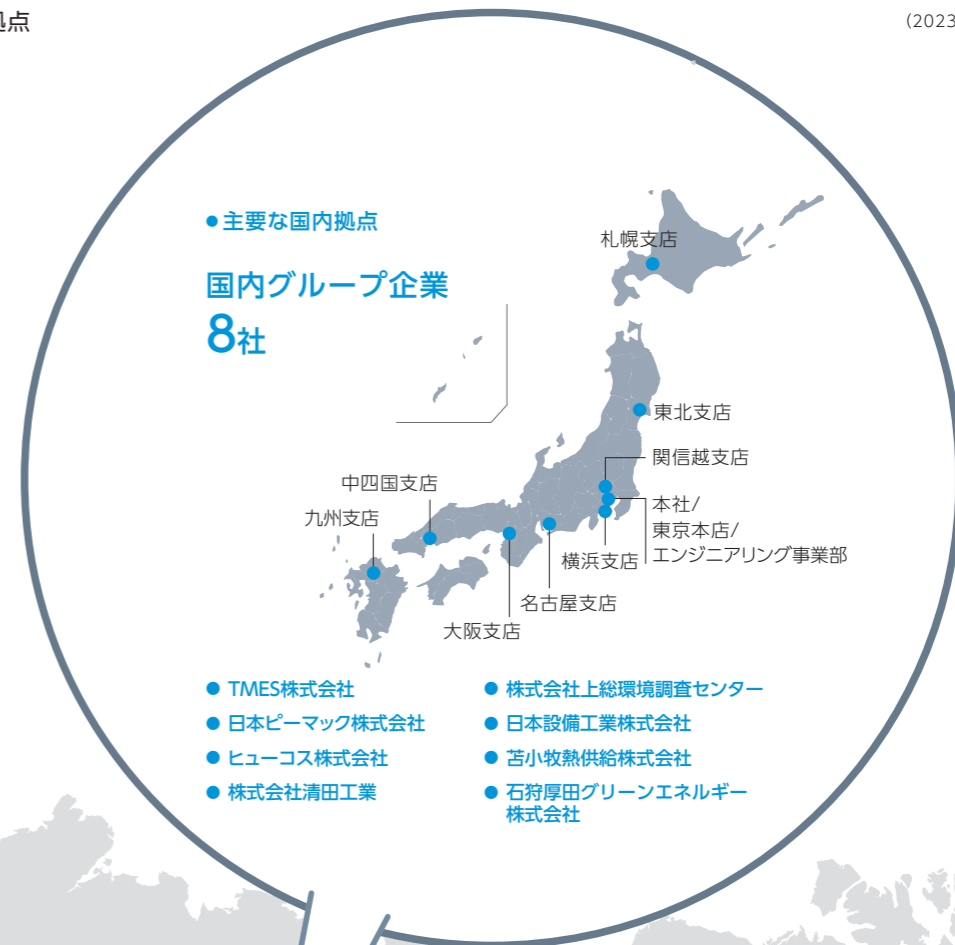 拠点
(2023
●主要な国内拠点
国内グループ企業
8社
札幌支店
東北支店
関信越支店
本社/
東京本店/
エンジニアリング事業部
横浜支店
名古屋支店
大阪支店
中四国支店
九州支店
● TMES株式会社
● 日本ピーマック株式会社
● ヒューコス株式会社
● 株式会社清田工業
● 株式会社上総環境調査センター
● 日本設備工業株式会社
● 苫小牧熱供給株式会社
● 石狩厚田グリーンエネルギー
株式会社